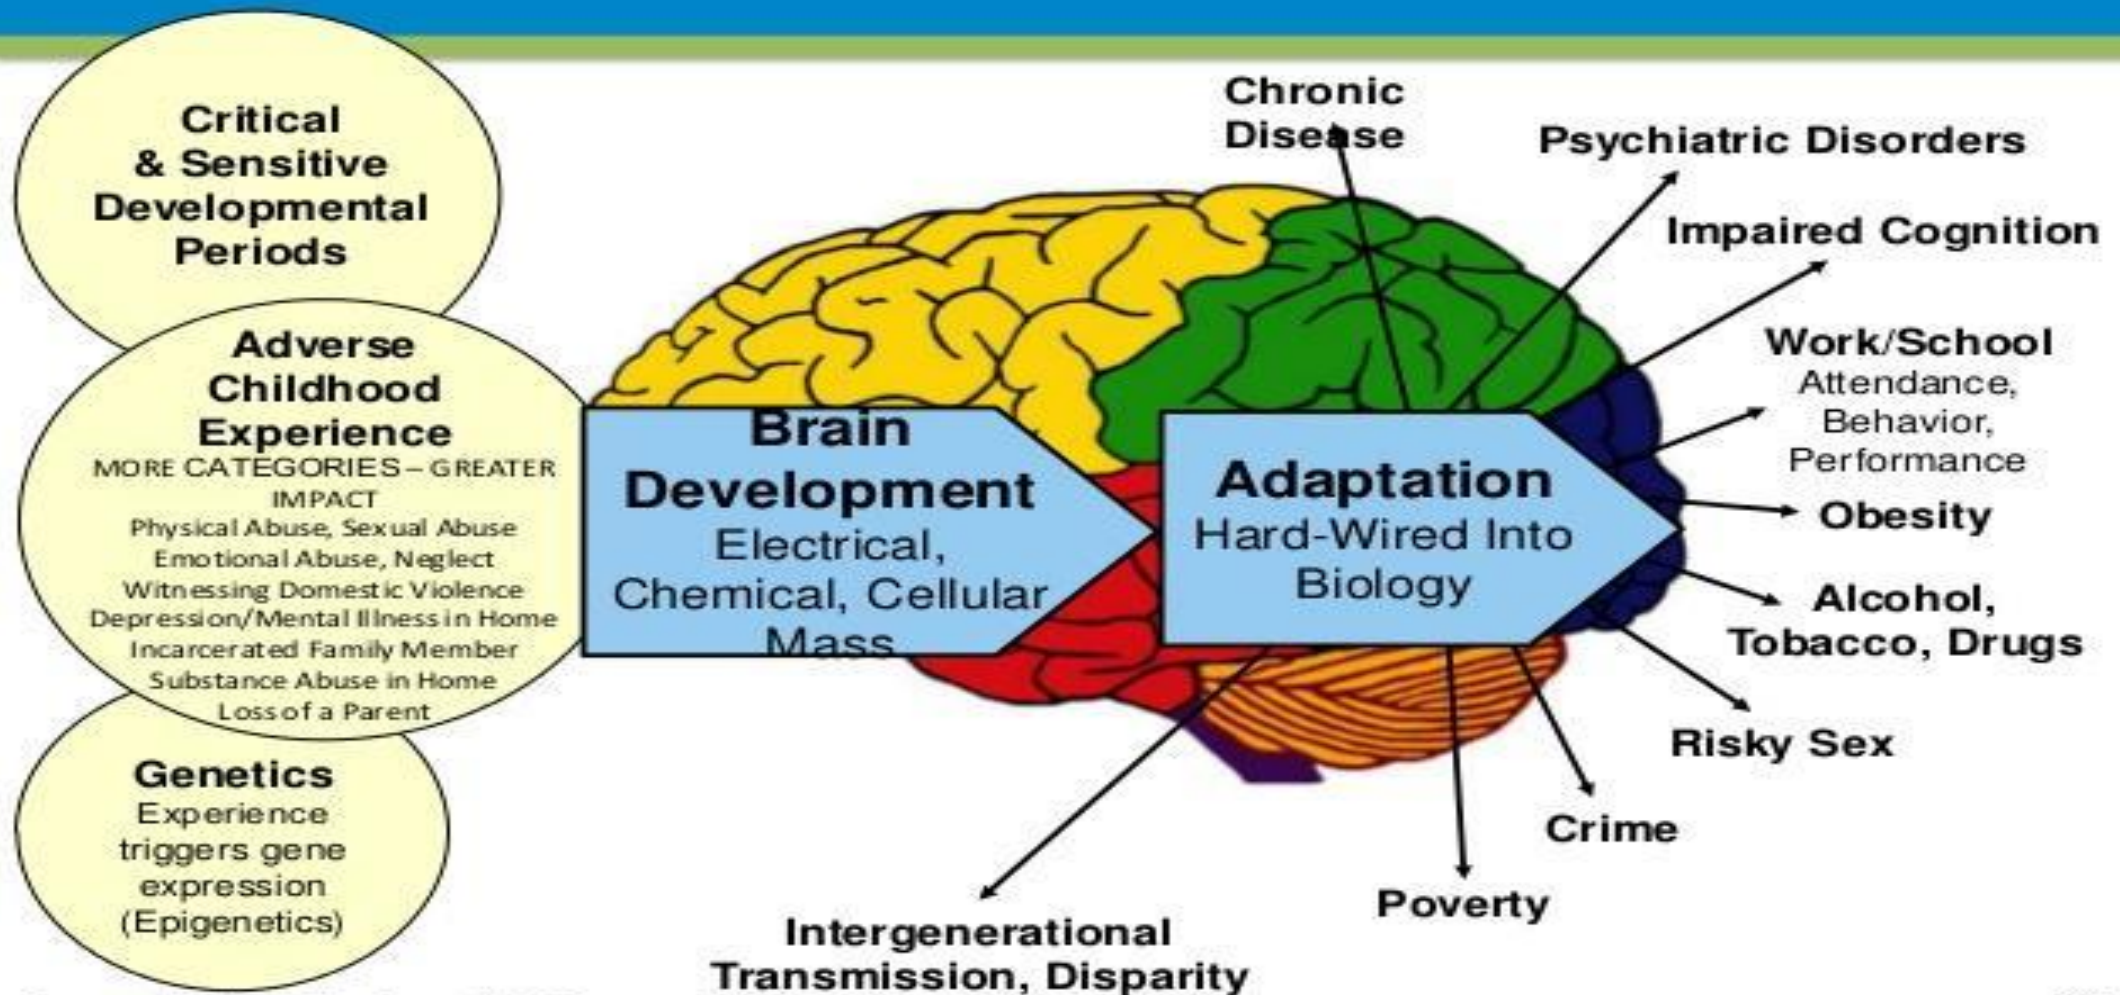 Critical
& Sensitive
Developmental
Periods
Adverse
Childhood
Experience
MORE CATEGORIES – GREATER
IMPACT
Physical Abuse, Sexual Abuse
Emotional Abuse, Neglect
Witnessing Domestic Violence
Depression/Mental Illness in Home
Incarcerated Family Member
Substance Abuse in Home
Loss of a Parent
Genetics
Experience
triggers gene
expression
(Epigenetics)
Brain
Development
Electrical,
Chemical, Cellular
Mass
Adaptation
Hard-Wired Into
Biology
Chronic
Disease
Psychiatric Disorders
Impaired Cognition
Work/School
Attendance,
Behavior,
Performance
Obesity
Alcohol,
Tobacco, Drugs
Risky Sex
Crime
Poverty
Intergenerational
Transmission, Disparity